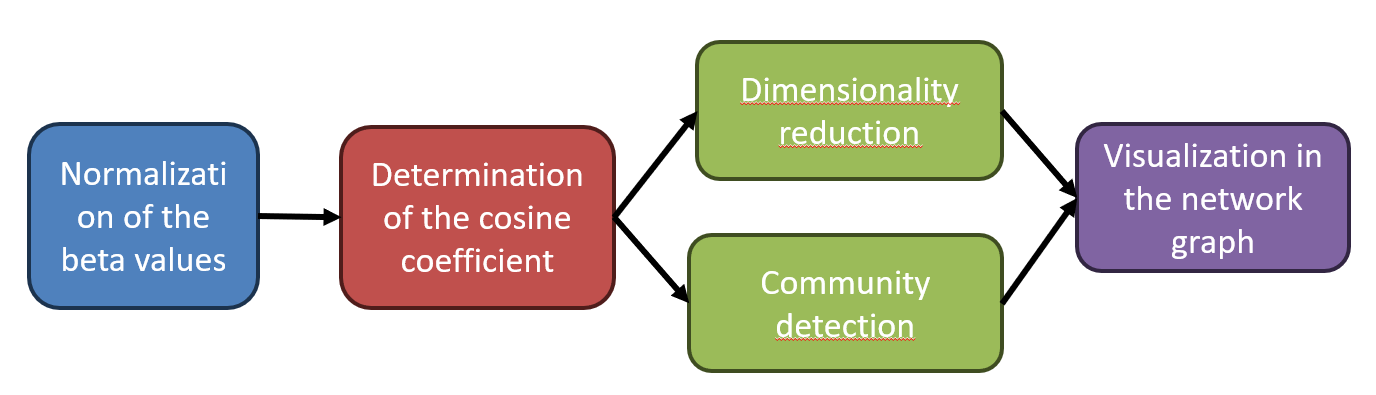 Normalizati
on of the
beta values
Determination
of the cosine
coefficient
Dimensionality
reduction
Community
detection
Visualization in
the network
graph